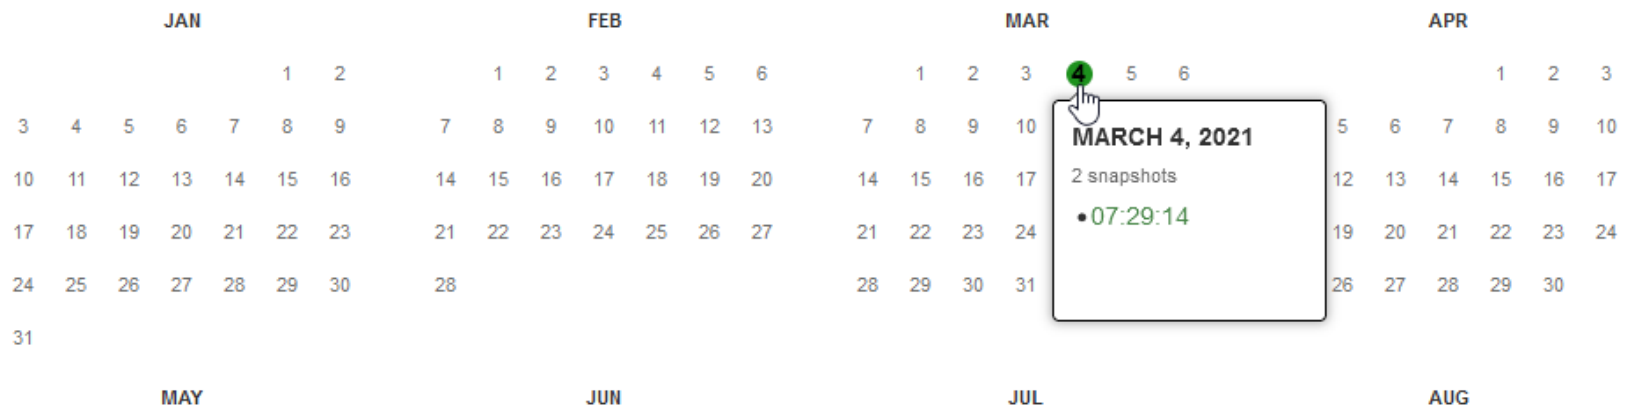 JAN FEB MAR APR
1 2 1 2 3 4 5 6 1 2 3 4 5 6 1 2 3
3 4 5 6 7 8 9 7 8 9 10 11 12 13 7 8 9 10 5 6 7 8 9 10
MARCH 4, 2021
10 11 12 13 14 15 16 14 15 16 17 18 19 20 14 15 16 17 2 snapshots 12 13 14 15 16 17
17 18 19 20 21 22 23 21 22 23 24 25 26 27 21 22 23 24 •07:29:14 19 20 21 22 23 24
24 25 26 27 28 29 30 28 28 29 30 31 26 27 28 29 30
31
MAY JUN JUL AUG